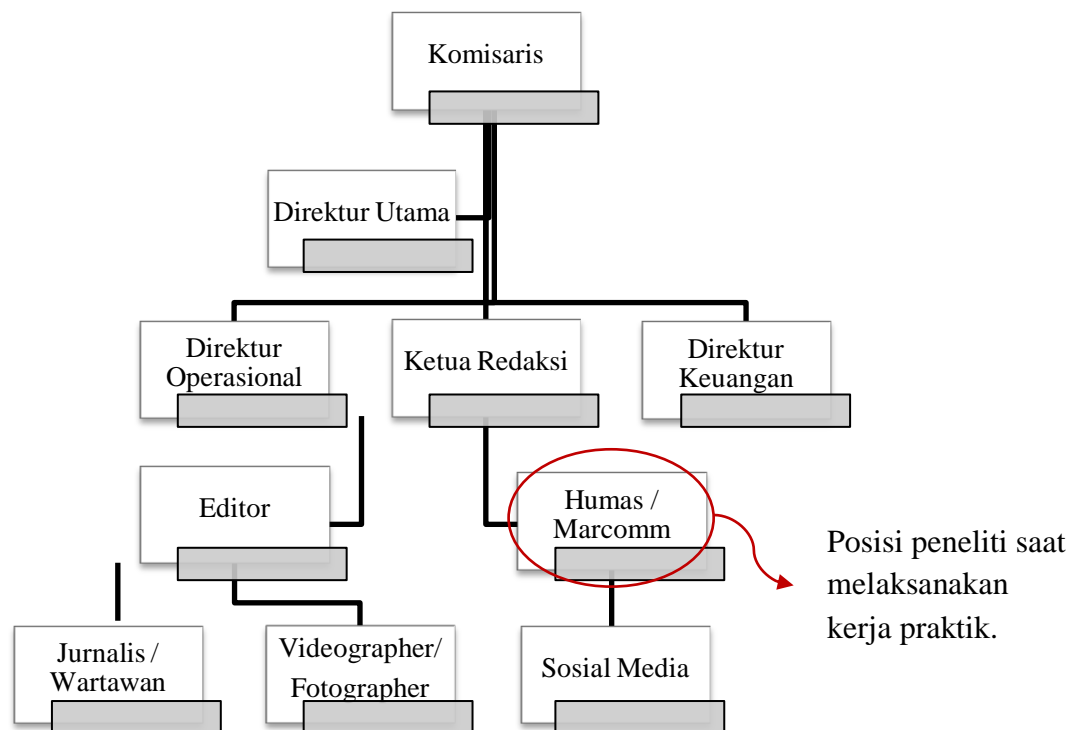 Komisaris
Direktur Utama
Direktur
Operasional
Ketua Redaksi
Direktur
Keuangan
Editor
Humas /
Marcomm
Posisi peneliti saat
melaksanakan
kerja praktik.
Jurnalis /
Wartawan
Videographer/
Fotographer
Sosial Media